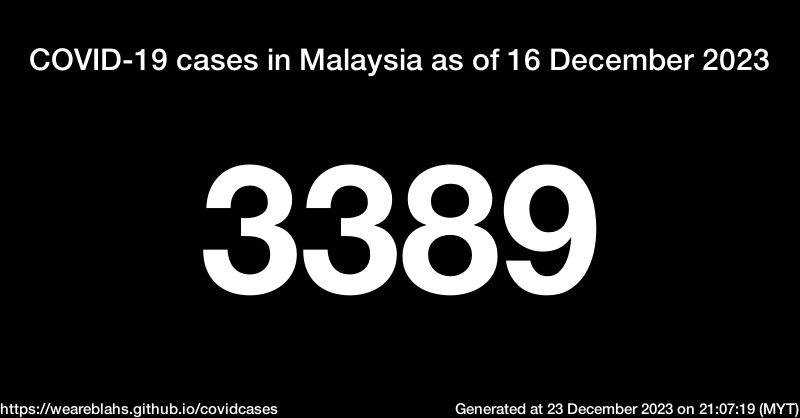 COVID-19 cases in Malaysia as of 16 December 2023
3389
https://weareblahs.github.io/covidcases
Generated at 23 December 2023 on 21:07:19 (MYT)